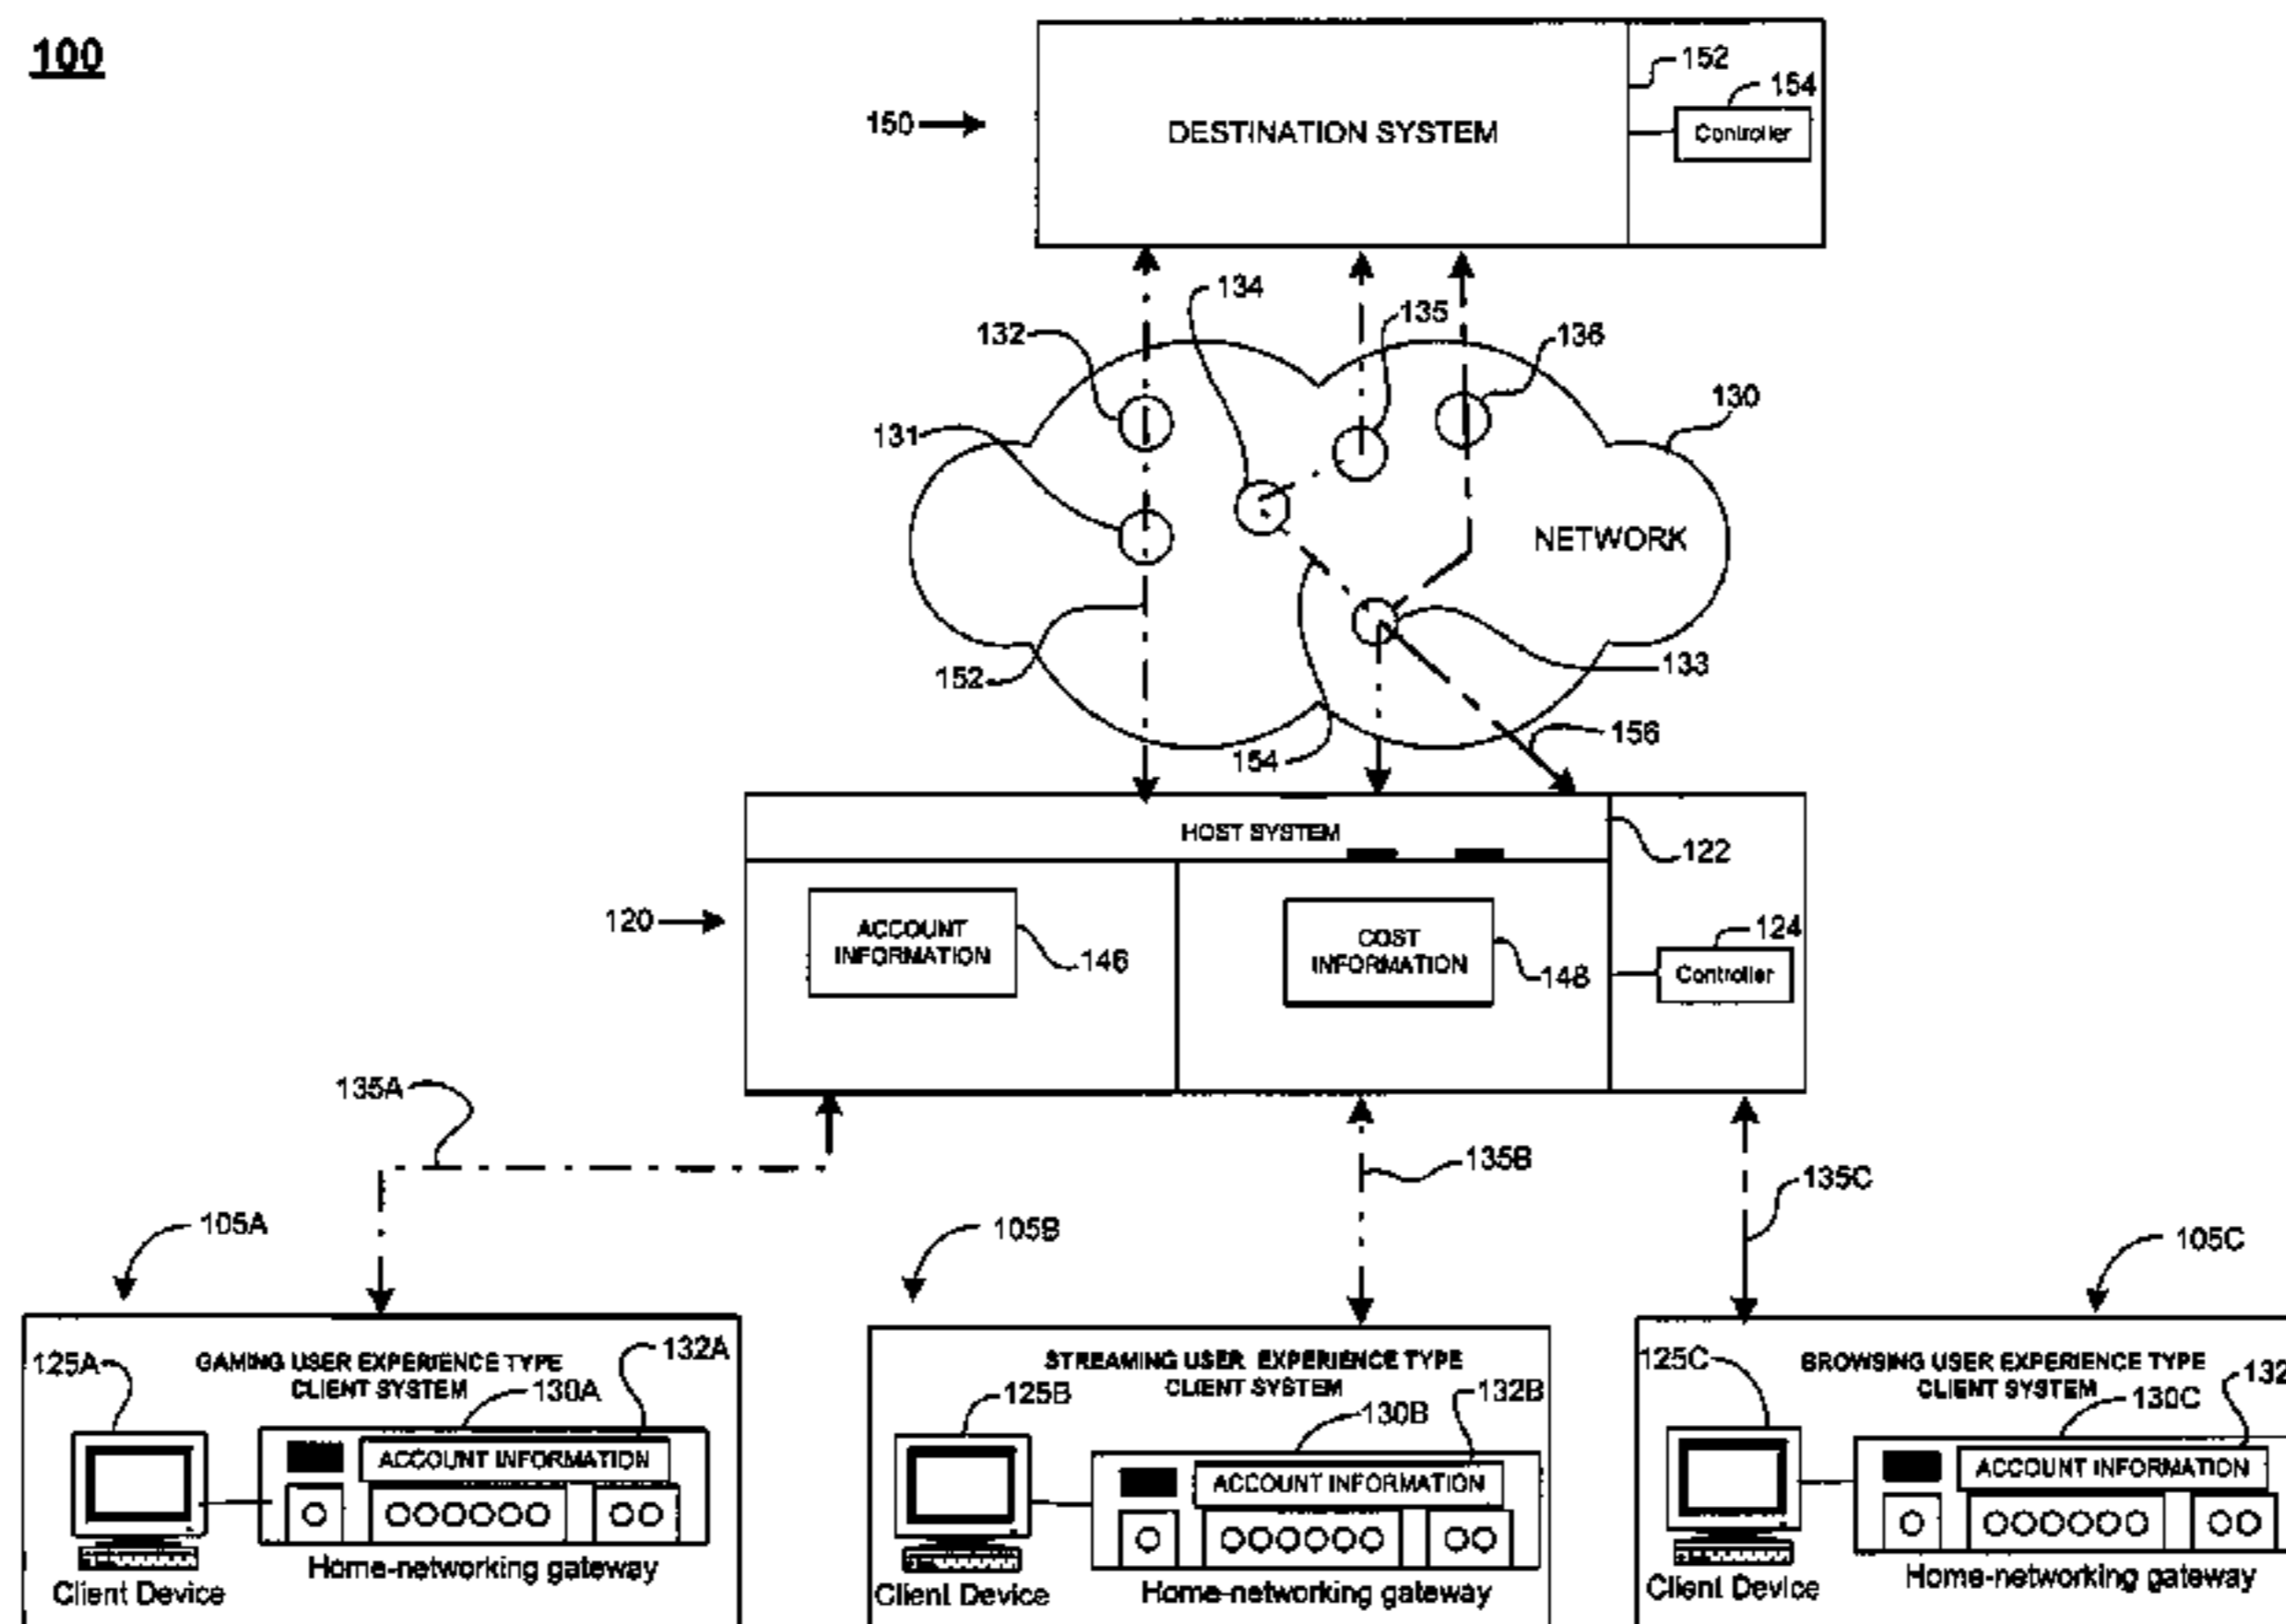 100
152
154
150
DESTINATION SYSTEM
Controller
134
135
132
136
130
131
NETWORK
152
133
154
156
HOST SYSTEM
122
120
ACCOUNT
INFORMATION
146
COST
INFORMATION
148
124
Controller
135A
135B
135C
105A
105B
105C
125A
GAMING USER EXPERIENCE TYPE
CLIENT SYSTEM
132A
130A
ACCOUNT INFORMATION
Home-networking gateway
Client Device
STREAMING USER EXPERIENCE TYPE
CLIENT SYSTEM
125B
132B
130B
ACCOUNT INFORMATION
Home-networking gateway
Client Device
125C
BROWSING USER EXPERIENCE TYPE
CLIENT SYSTEM
132
130C
ACCOUNT INFORMATION
Home-networking gateway
Client Device